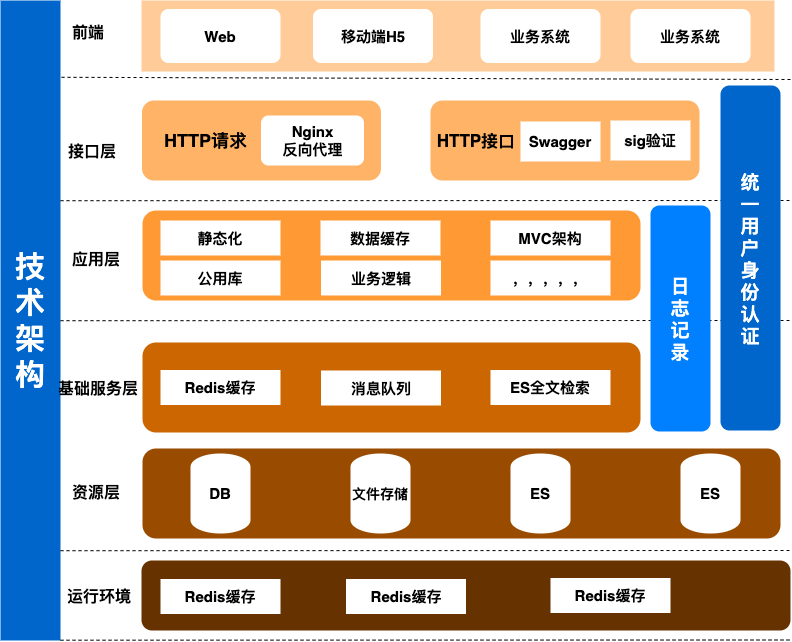 技术架构
前端
Web
移动端H5
业务系统
业务系统
接口层
HTTP请求
Nginx
反向代理
HTTP接口
Swagger
sig验证
统一用户身份认证
应用层
静态化
数据缓存
MVC架构
公用库
业务逻辑
，，，，，
日志记录
基础服务层
Redis缓存
消息队列
ES全文检索
资源层
DB
文件存储
ES
ES
运行环境
Redis缓存
Redis缓存
Redis缓存